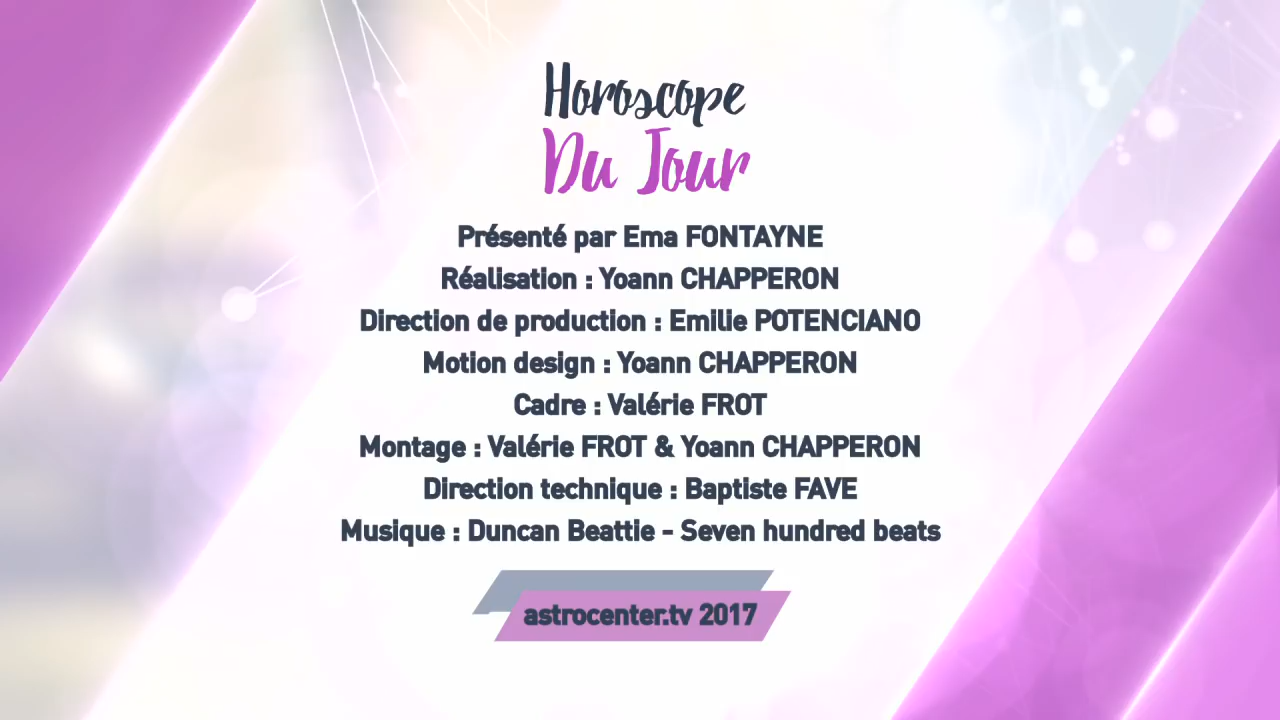 Horoscope
Du Jour
Présenté par Ema FONTAYNE
Réalisation : Yoann CHAPPERON
Direction de production : Emilie POTENCIANO
Motion design : Yoann CHAPPERON
Cadre : Valérie FROT
Montage : Valérie FROT & Yoann CHAPPERON
Direction technique : Baptiste FAVE
Musique : Duncan Beattie - Seven hundred beats
astrocenter.tv 2017